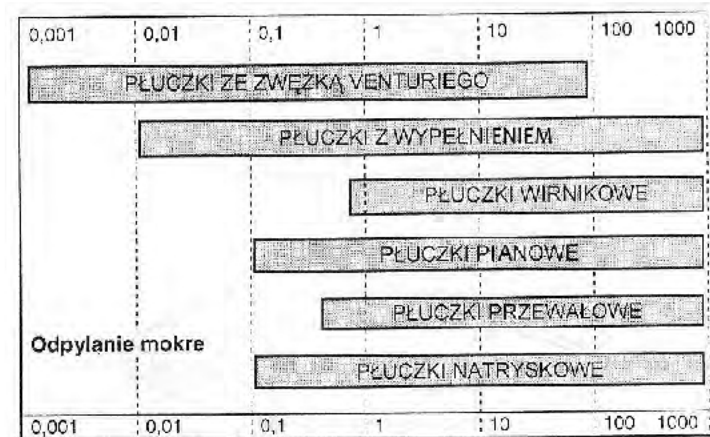 0,001 0,01 0,1 1 10 100 1000
PŁUCZKI ZE ZWĘŻKĄ VENTURIEGO
PŁUCZKI Z WYPEŁNIENIEM
PŁUCZKI WIRNIKOWE
PŁUCZKI PIANOWE
PŁUCZKI PRZEWAŁOWE
Odpylanie mokre
PŁUCZKI NATRYSKOWE
0,001 0,01 0,1 1 10 100 1000